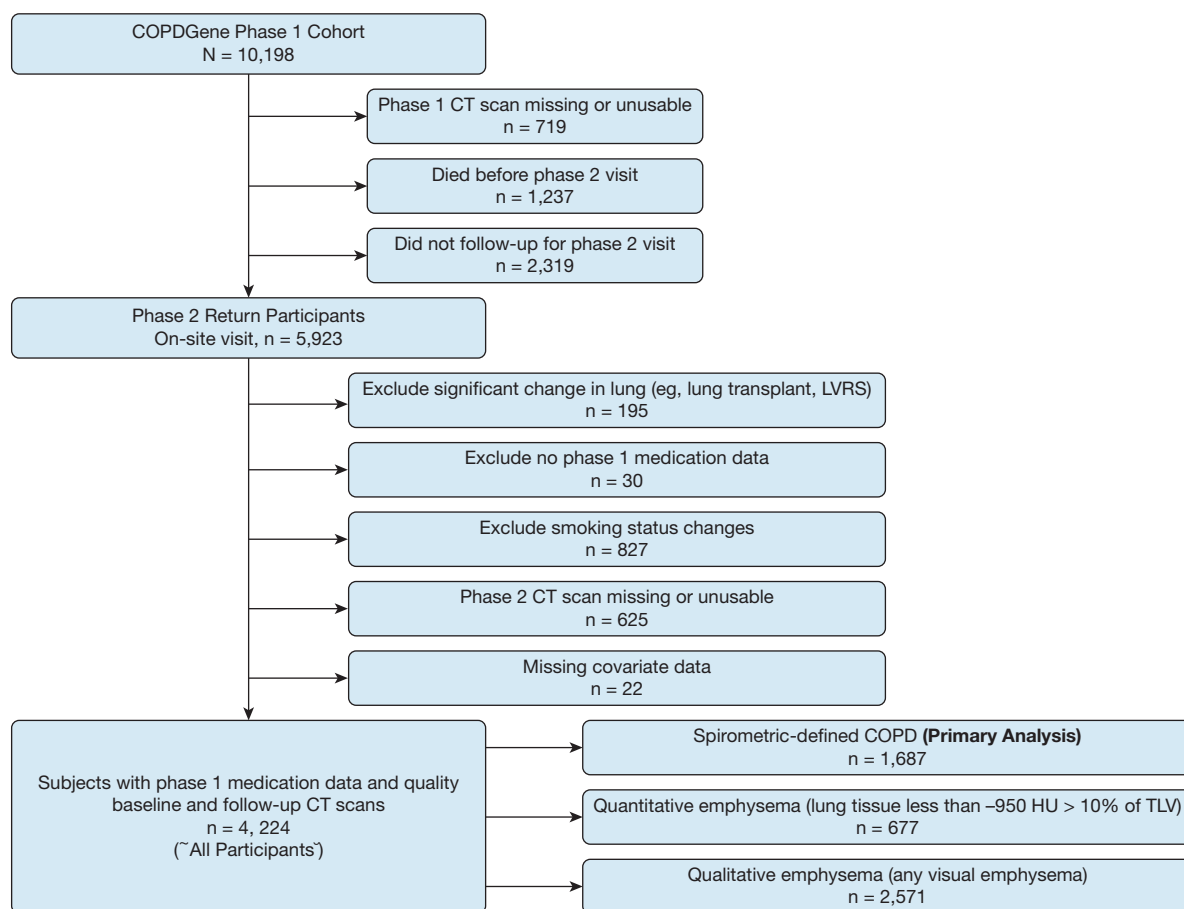 COPDGene Phase 1 Cohort
N = 10,198
Phase 1 CT scan missing or unusable
n = 719
Died before phase 2 visit
n = 1,237
Did not follow-up for phase 2 visit
n = 2,319
Phase 2 Return Participants
On-site visit, n = 5,923
Exclude significant change in lung (eg, lung transplant, LVRS)
n = 195
Exclude no phase 1 medication data
n = 30
Exclude smoking status changes
n = 827
Phase 2 CT scan missing or unusable
n = 625
Missing covariate data
n = 22
Subjects with phase 1 medication data and quality
baseline and follow-up CT scans
n = 4, 224
(˜All Participants˘)
Spirometric-defined COPD (Primary Analysis)
n = 1,687
Quantitative emphysema (lung tissue less than –950 HU > 10% of TLV)
n = 677
Qualitative emphysema (any visual emphysema)
n = 2,571